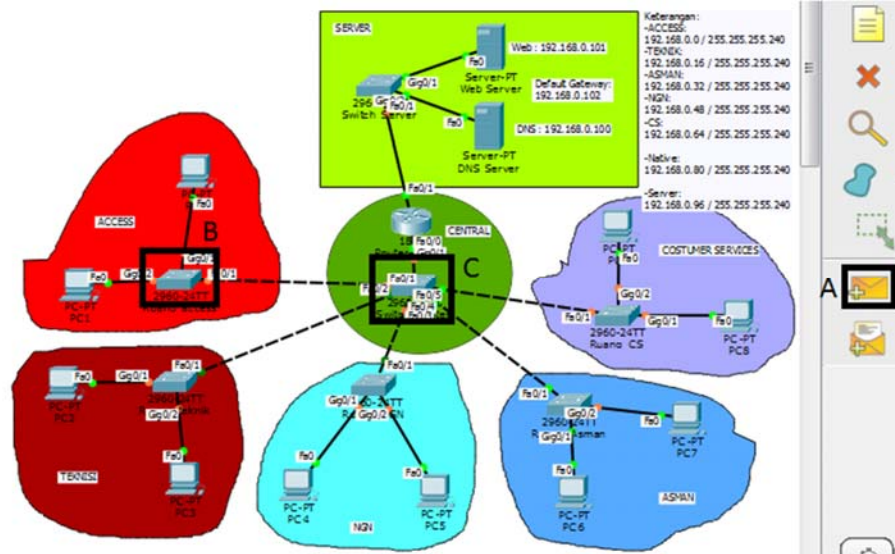 SERVER
Web : 192.168.0.101
Fa0
Server-PT
Web Server
Gig0/1
Fa0/1
Switch Server
Default Gateway:
192.168.0.102
Fa0
DNS : 192.168.0.100
Server-PT
DNS Server
Keterangan:
-ACCESS:
192.168.0.0 / 255.255.255.240
-TEKNIK:
192.168.0.16 / 255.255.255.240
-ASMAN:
192.168.0.32 / 255.255.255.240
-NGN:
192.168.0.48 / 255.255.255.240
-CS:
192.168.0.64 / 255.255.255.240
-Native:
192.168.0.80 / 255.255.255.240
-Server:
192.168.0.96 / 255.255.255.240
Fa0/1
CENTRAL
Fa0/0
Gig0/1
C
Fa0/1
Fa0/5
Fa0/4
ACCESS
Fa0
B
Gig0/1
Fa0
Fa0/1
2960-24TT
PC-PT
PC1
COSTUMER SERVICES
Gig0/2
Fa0/1
Gig0/1
Fa0
2960-24TT
Ruang CS
PC-PT
PC8
A
Fa0
Gig0/1
Fa0/1
2960-24TT
PC-PT
PC2
Gig0/2
Fa0
TEKNISI
PC-PT
PC3
Fa0/1
Gig0/1
Gig0/2
Fa0
Fa0
PC-PT
PC4
PC-PT
PC5
NGN
Fa0/1
Gig0/2
Gig0/1
Fa0
PC-PT
PC7
Fa0
PC-PT
PC6
ASMAN